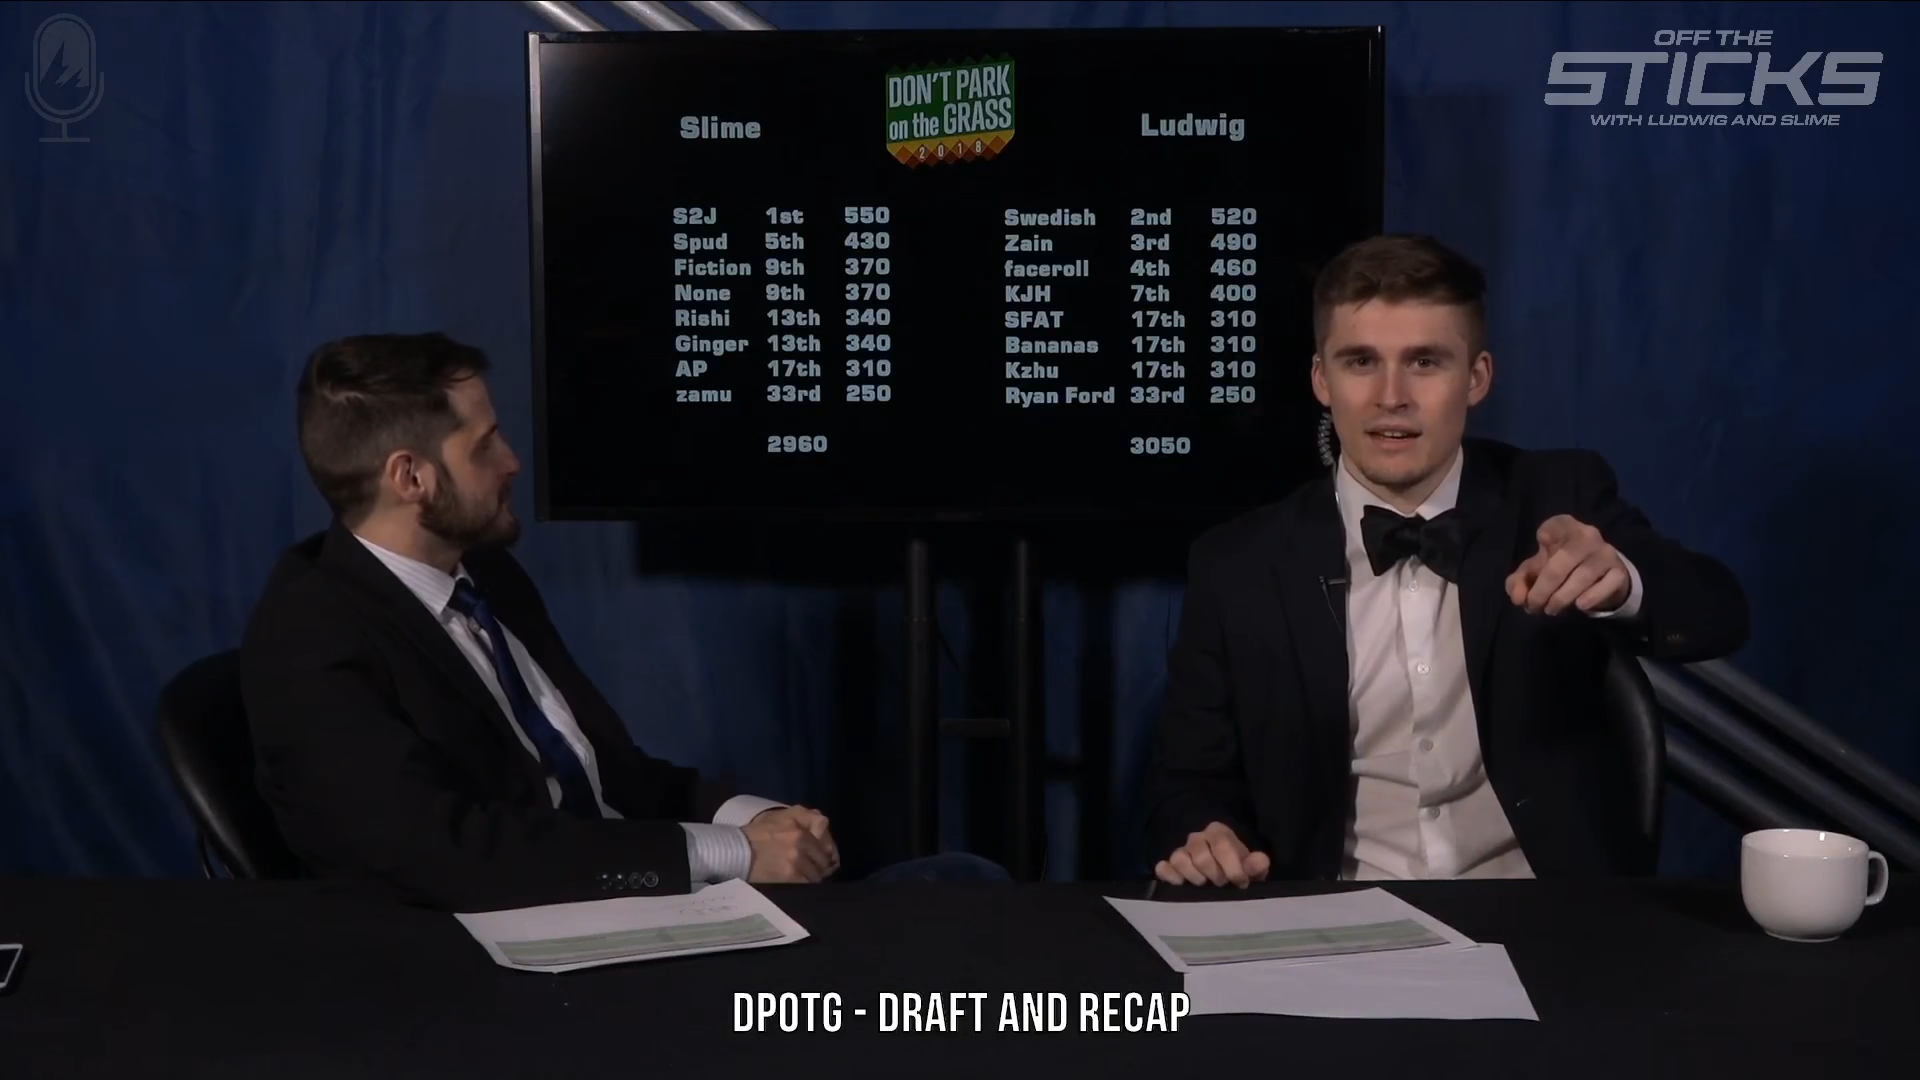 OFF THE
STICKS
WITH LUDWIG AND SLIME
DON'T PARK
on the GRASS
2018
Slime
Ludwig
S2J 1st 550
Spud 5th 430
Fiction 9th 370
None 9th 370
Rishi 13th 340
Ginger 13th 340
AP 17th 310
zamu 33rd 250
2960
Swedish 2nd 520
Zain 3rd 490
faceroll 4th 460
KJH 7th 400
SFAT 17th 310
Bananas 17th 310
Kzhu 17th 310
Ryan Ford 33rd 250
3050
DPOTG - DRAFT AND RECAP